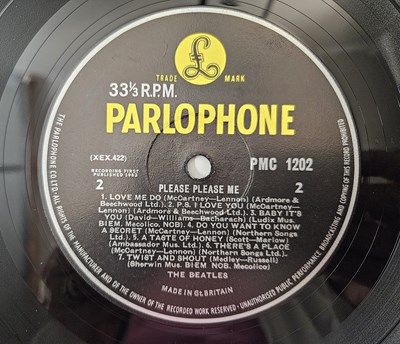 TRADE MARK
£
33⅓ R.P.M.
PARLOPHONE
(XEX.422)
PMC 1202
RECORDING FIRST
PUBLISHED 1963
2 PLEASE PLEASE ME 2
1. LOVE ME DO (McCartney—Lennon) (Ardmore &
Beechwood Ltd.) 2. P.S. I LOVE YOU (McCartney—
Lennon) (Ardmore & Beechwood Ltd.) 3. BABY IT'S
YOU (David—Williams—Bacharach) (Ludix Mus.
BIEM. Mecolico. NCB) 4. DO YOU WANT TO KNOW
A SECRET (McCartney—Lennon) (Northern Songs
Ltd.) 5. A TASTE OF HONEY (Scott—Marlow)
(Ambassador Mus. Ltd.) 6. THERE'S A PLACE
(McCartney—Lennon) (Northern Songs Ltd.)
7. TWIST AND SHOUT (Medley—Russell)
(Sherwin Mus. BIEM NCB. Mecolico)
THE BEATLES
MADE IN Gt. BRITAIN
THE PARLOPHONE CO. LTD. ALL RIGHTS OF THE MANUFACTURER AND OF THE OWNER OF THE RECORDED WORK RESERVED · UNAUTHORISED PUBLIC PERFORMANCE, BROADCASTING AND COPYING OF THIS RECORD PROHIBITED